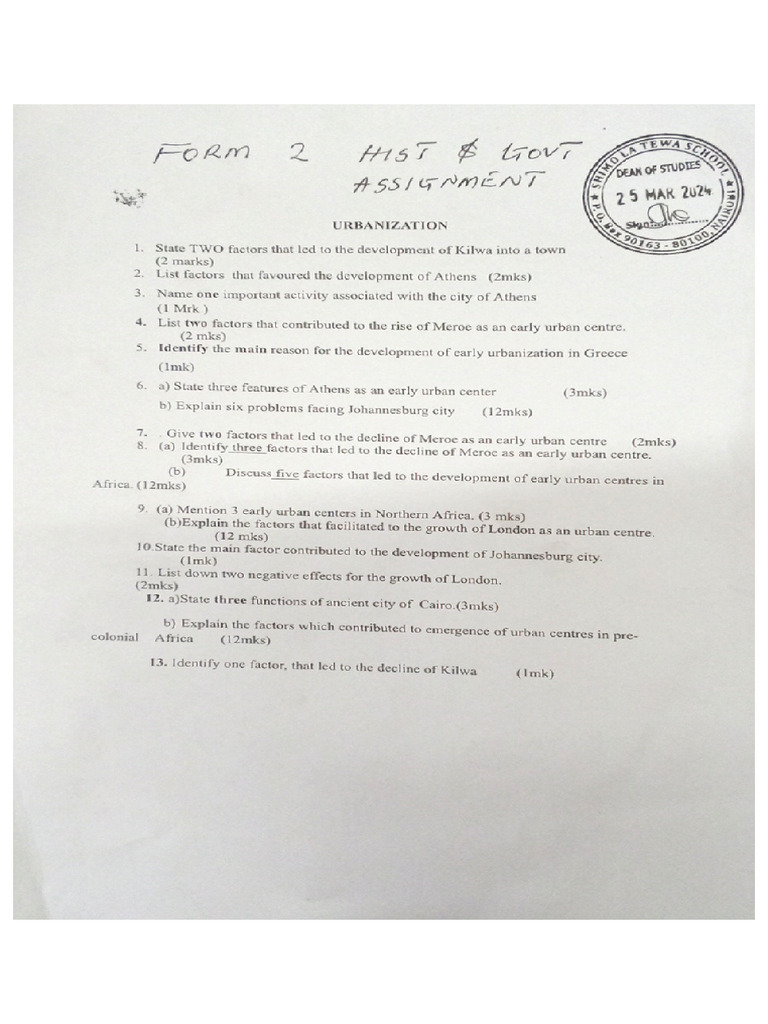 FORM 2 HIST & GOVT
ASSIGNMENT
SHIMO LA TEWA SCHOOL
DEAN OF STUDIES
25 MAR 2024
Sign
P.O. Box 90163 - 80100, NAIROBI
URBANIZATION
1. State TWO factors that led to the development of Kilwa into a town
(2 marks)
2. List factors that favoured the development of Athens (2mks)
3. Name one important activity associated with the city of Athens
(1 Mrk )
4. List two factors that contributed to the rise of Meroe as an early urban centre.
(2 mks)
5. Identify the main reason for the development of early urbanization in Greece
(1mk)
6. a) State three features of Athens as an early urban center (3mks)
b) Explain six problems facing Johannesburg city (12mks)
7. . Give two factors that led to the decline of Meroe as an early urban centre (2mks)
8. (a) Identify three factors that led to the decline of Meroe as an early urban centre.
(3mks)
(b) Discuss five factors that led to the development of early urban centres in
Africa. (12mks)
9. (a) Mention 3 early urban centers in Northern Africa. (3 mks)
(b)Explain the factors that facilitated to the growth of London as an urban centre.
(12 mks)
10.State the main factor contributed to the development of Johannesburg city.
(1mk)
11. List down two negative effects for the growth of London.
(2mks)
12. a)State three functions of ancient city of Cairo.(3mks)
b) Explain the factors which contributed to emergence of urban centres in pre-
colonial Africa (12mks)
13. Identify one factor, that led to the decline of Kilwa (1mk)